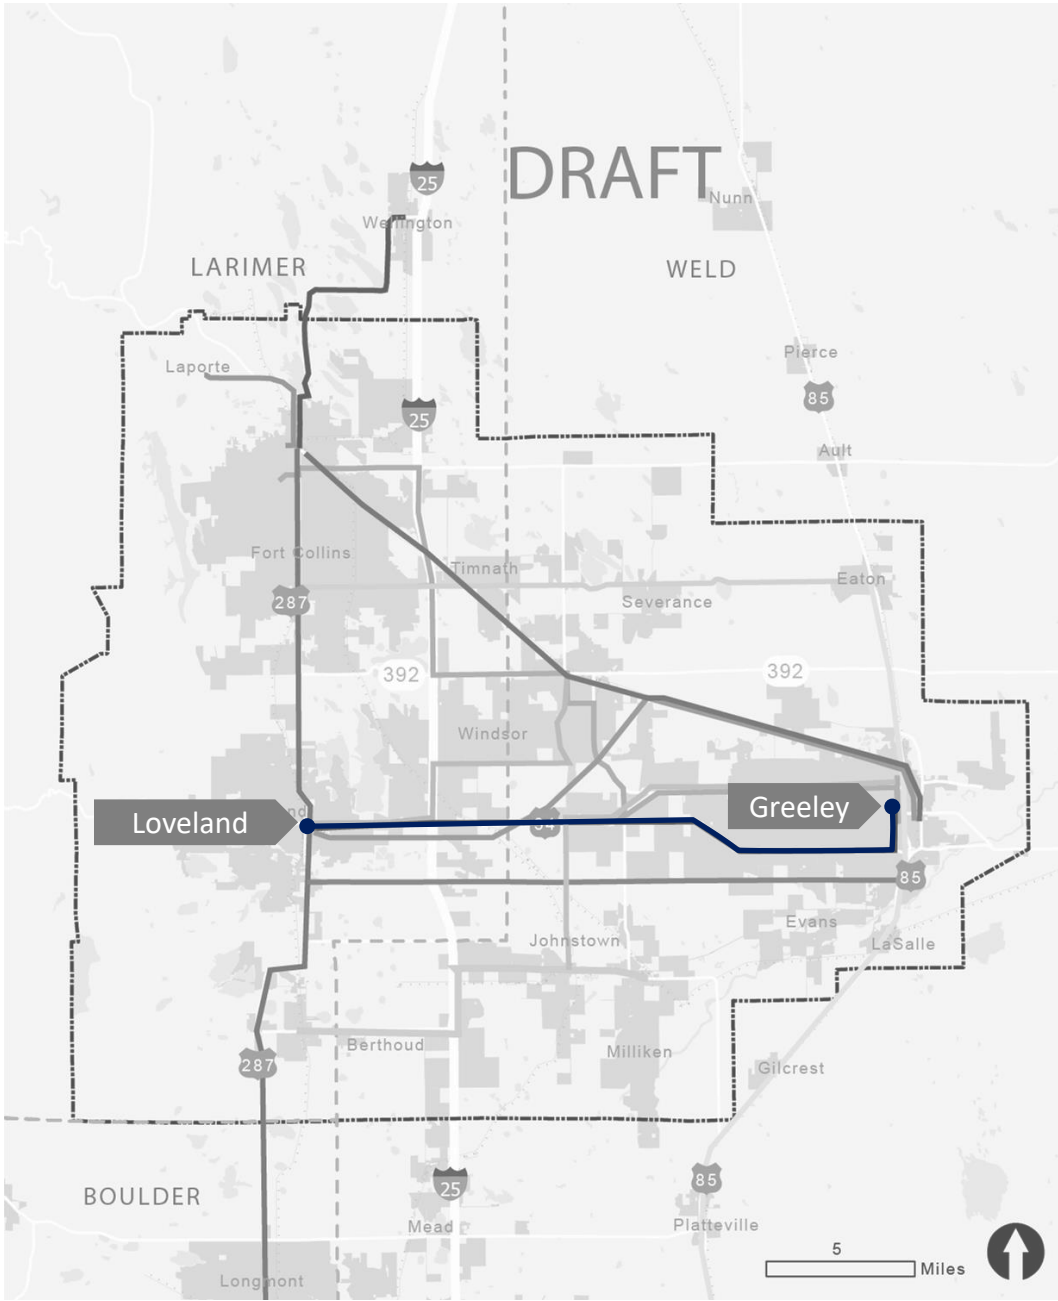 25
DRAFT
Nunn
Wellington
LARIMER
WELD
Laporte
Pierce
85
25
Ault
Fort Collins
Timnath
Eaton
287
Severance
392
392
Windsor
Loveland
34
Greeley
85
Evans
Johnstown
LaSalle
Berthoud
Milliken
287
Gilcrest
25
85
BOULDER
Mead
Platteville
5
Miles
Longmont